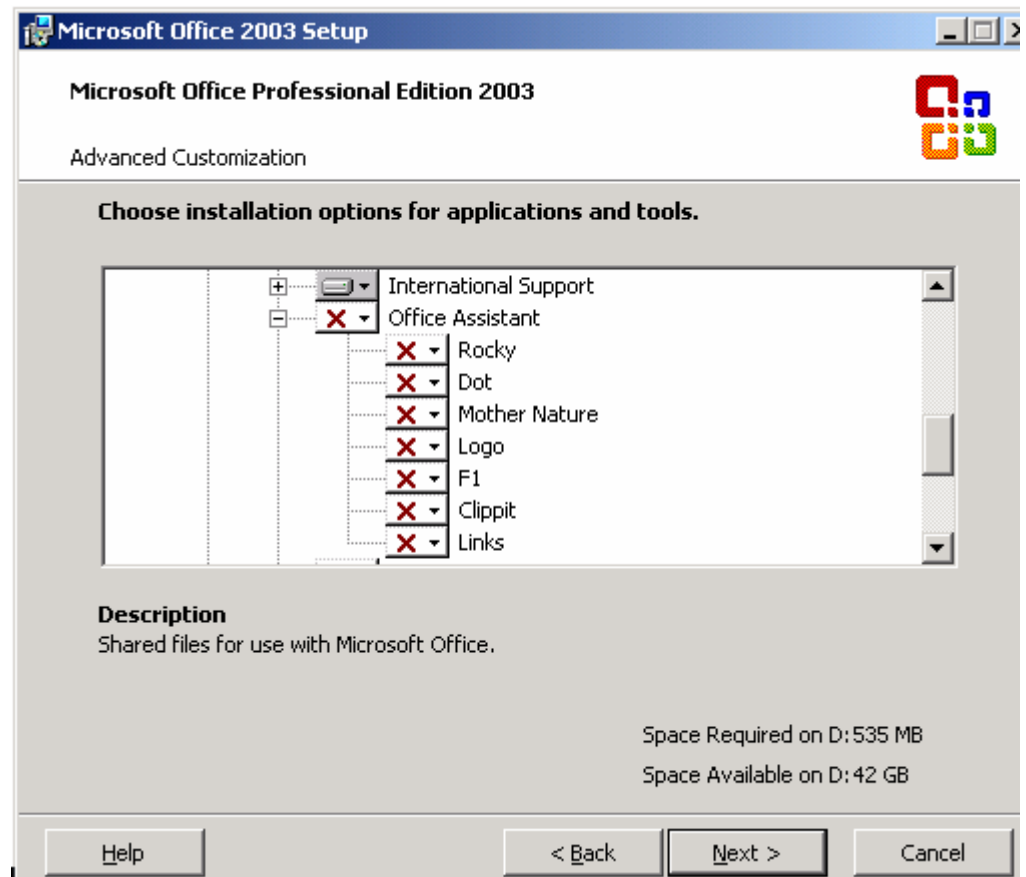 Microsoft Office 2003 Setup
Microsoft Office Professional Edition 2003
Advanced Customization
Choose installation options for applications and tools.
International Support
Office Assistant
Rocky
Dot
Mother Nature
Logo
F1
Clippit
Links
Description
Shared files for use with Microsoft Office.
Space Required on D: 535 MB
Space Available on D: 42 GB
Help < Back Next > Cancel